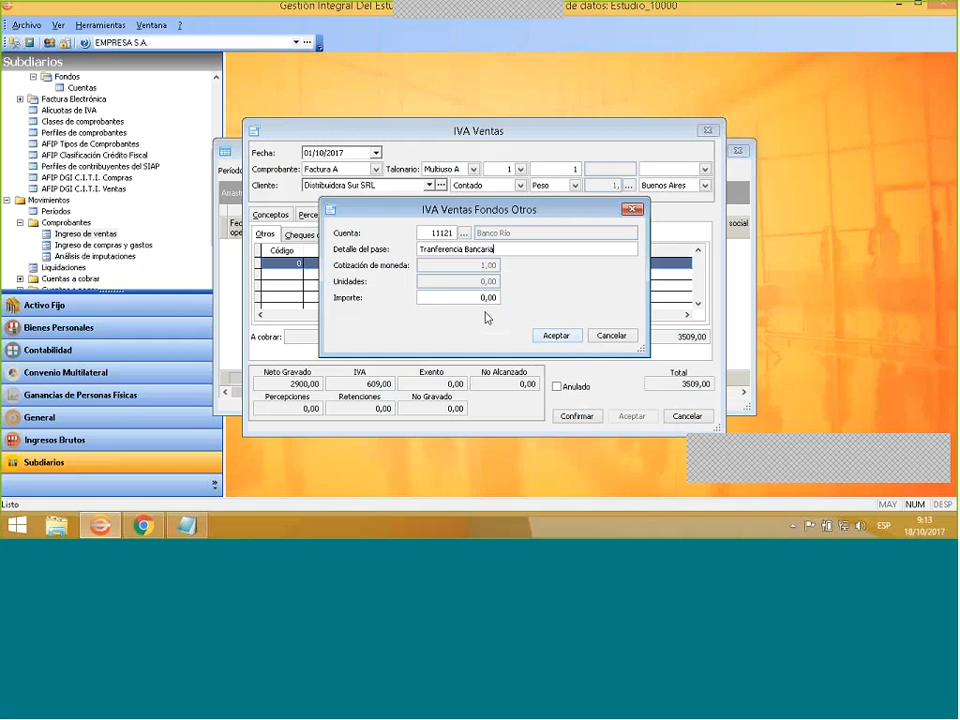 Gestión Integral Del Estu
de datos: Estudio_10000
Archivo Ver Herramientas Ventana ?
EMPRESA S.A.
Subdiarios
Fondos
Cuentas
Factura Electrónica
Alícuotas de IVA
Clases de comprobantes
Perfiles de comprobantes
AFIP Tipos de Comprobantes
AFIP Clasificación Crédito Fiscal
Perfiles de contribuyentes del SIAP
AFIP DGI C.I.T.I. Compras
AFIP DGI C.I.T.I. Ventas
Movimientos
Períodos
Comprobantes
Ingreso de ventas
Ingreso de compras y gastos
Análisis de imputaciones
Liquidaciones
Cuentas a cobrar
Activo Fijo
Bienes Personales
Contabilidad
Convenio Multilateral
Ganancias de Personas Físicas
General
Ingresos Brutos
Subdiarios
Período
social
IVA Ventas
Fecha: 01/10/2017
Comprobante: Factura A Talonario: Multiuso A 1 1
Cliente: Distribuidora Sur SRL ... Contado Peso 1, ... Buenos Aires
Conceptos Perce
Otros Cheques
Código
0
A cobrar: 3509,00
IVA Ventas Fondos Otros
Cuenta: 11121 ... Banco Río
Detalle del pase: Tranferencia Bancaria
Cotización de moneda: 1,00
Unidades: 0,00
Importe: 0,00
Aceptar Cancelar
Neto Gravado IVA Exento No Alcanzado Total
2900,00 609,00 0,00 0,00 Anulado 3509,00
Percepciones Retenciones No Gravado
0,00 0,00 0,00
Confirmar Aceptar Cancelar
Listo
MAY NUM DESP
ESP
9:13
18/10/2017